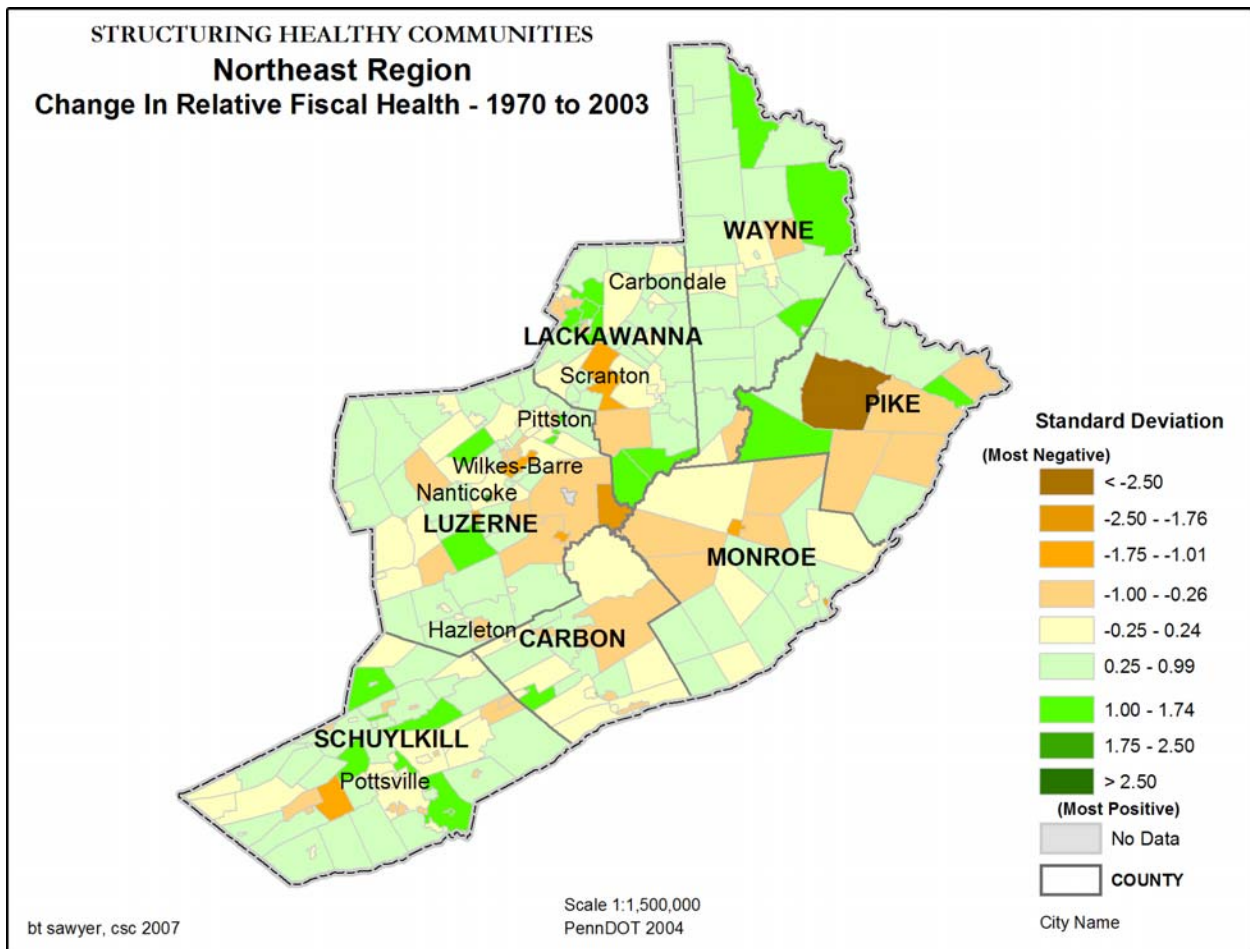 STRUCTURING HEALTHY COMMUNITIES
Northeast Region
Change In Relative Fiscal Health - 1970 to 2003
WAYNE
Carbondale
LACKAWANNA
Scranton
PIKE
Pittston
Wilkes-Barre
Nanticoke
LUZERNE
MONROE
Hazleton
CARBON
SCHUYLKILL
Pottsville
Standard Deviation
(Most Negative)
< -2.50
-2.50 - -1.76
-1.75 - -1.01
-1.00 - -0.26
-0.25 - 0.24
0.25 - 0.99
1.00 - 1.74
1.75 - 2.50
> 2.50
(Most Positive)
No Data
COUNTY
City Name
bt sawyer, csc 2007
Scale 1:1,500,000
PennDOT 2004